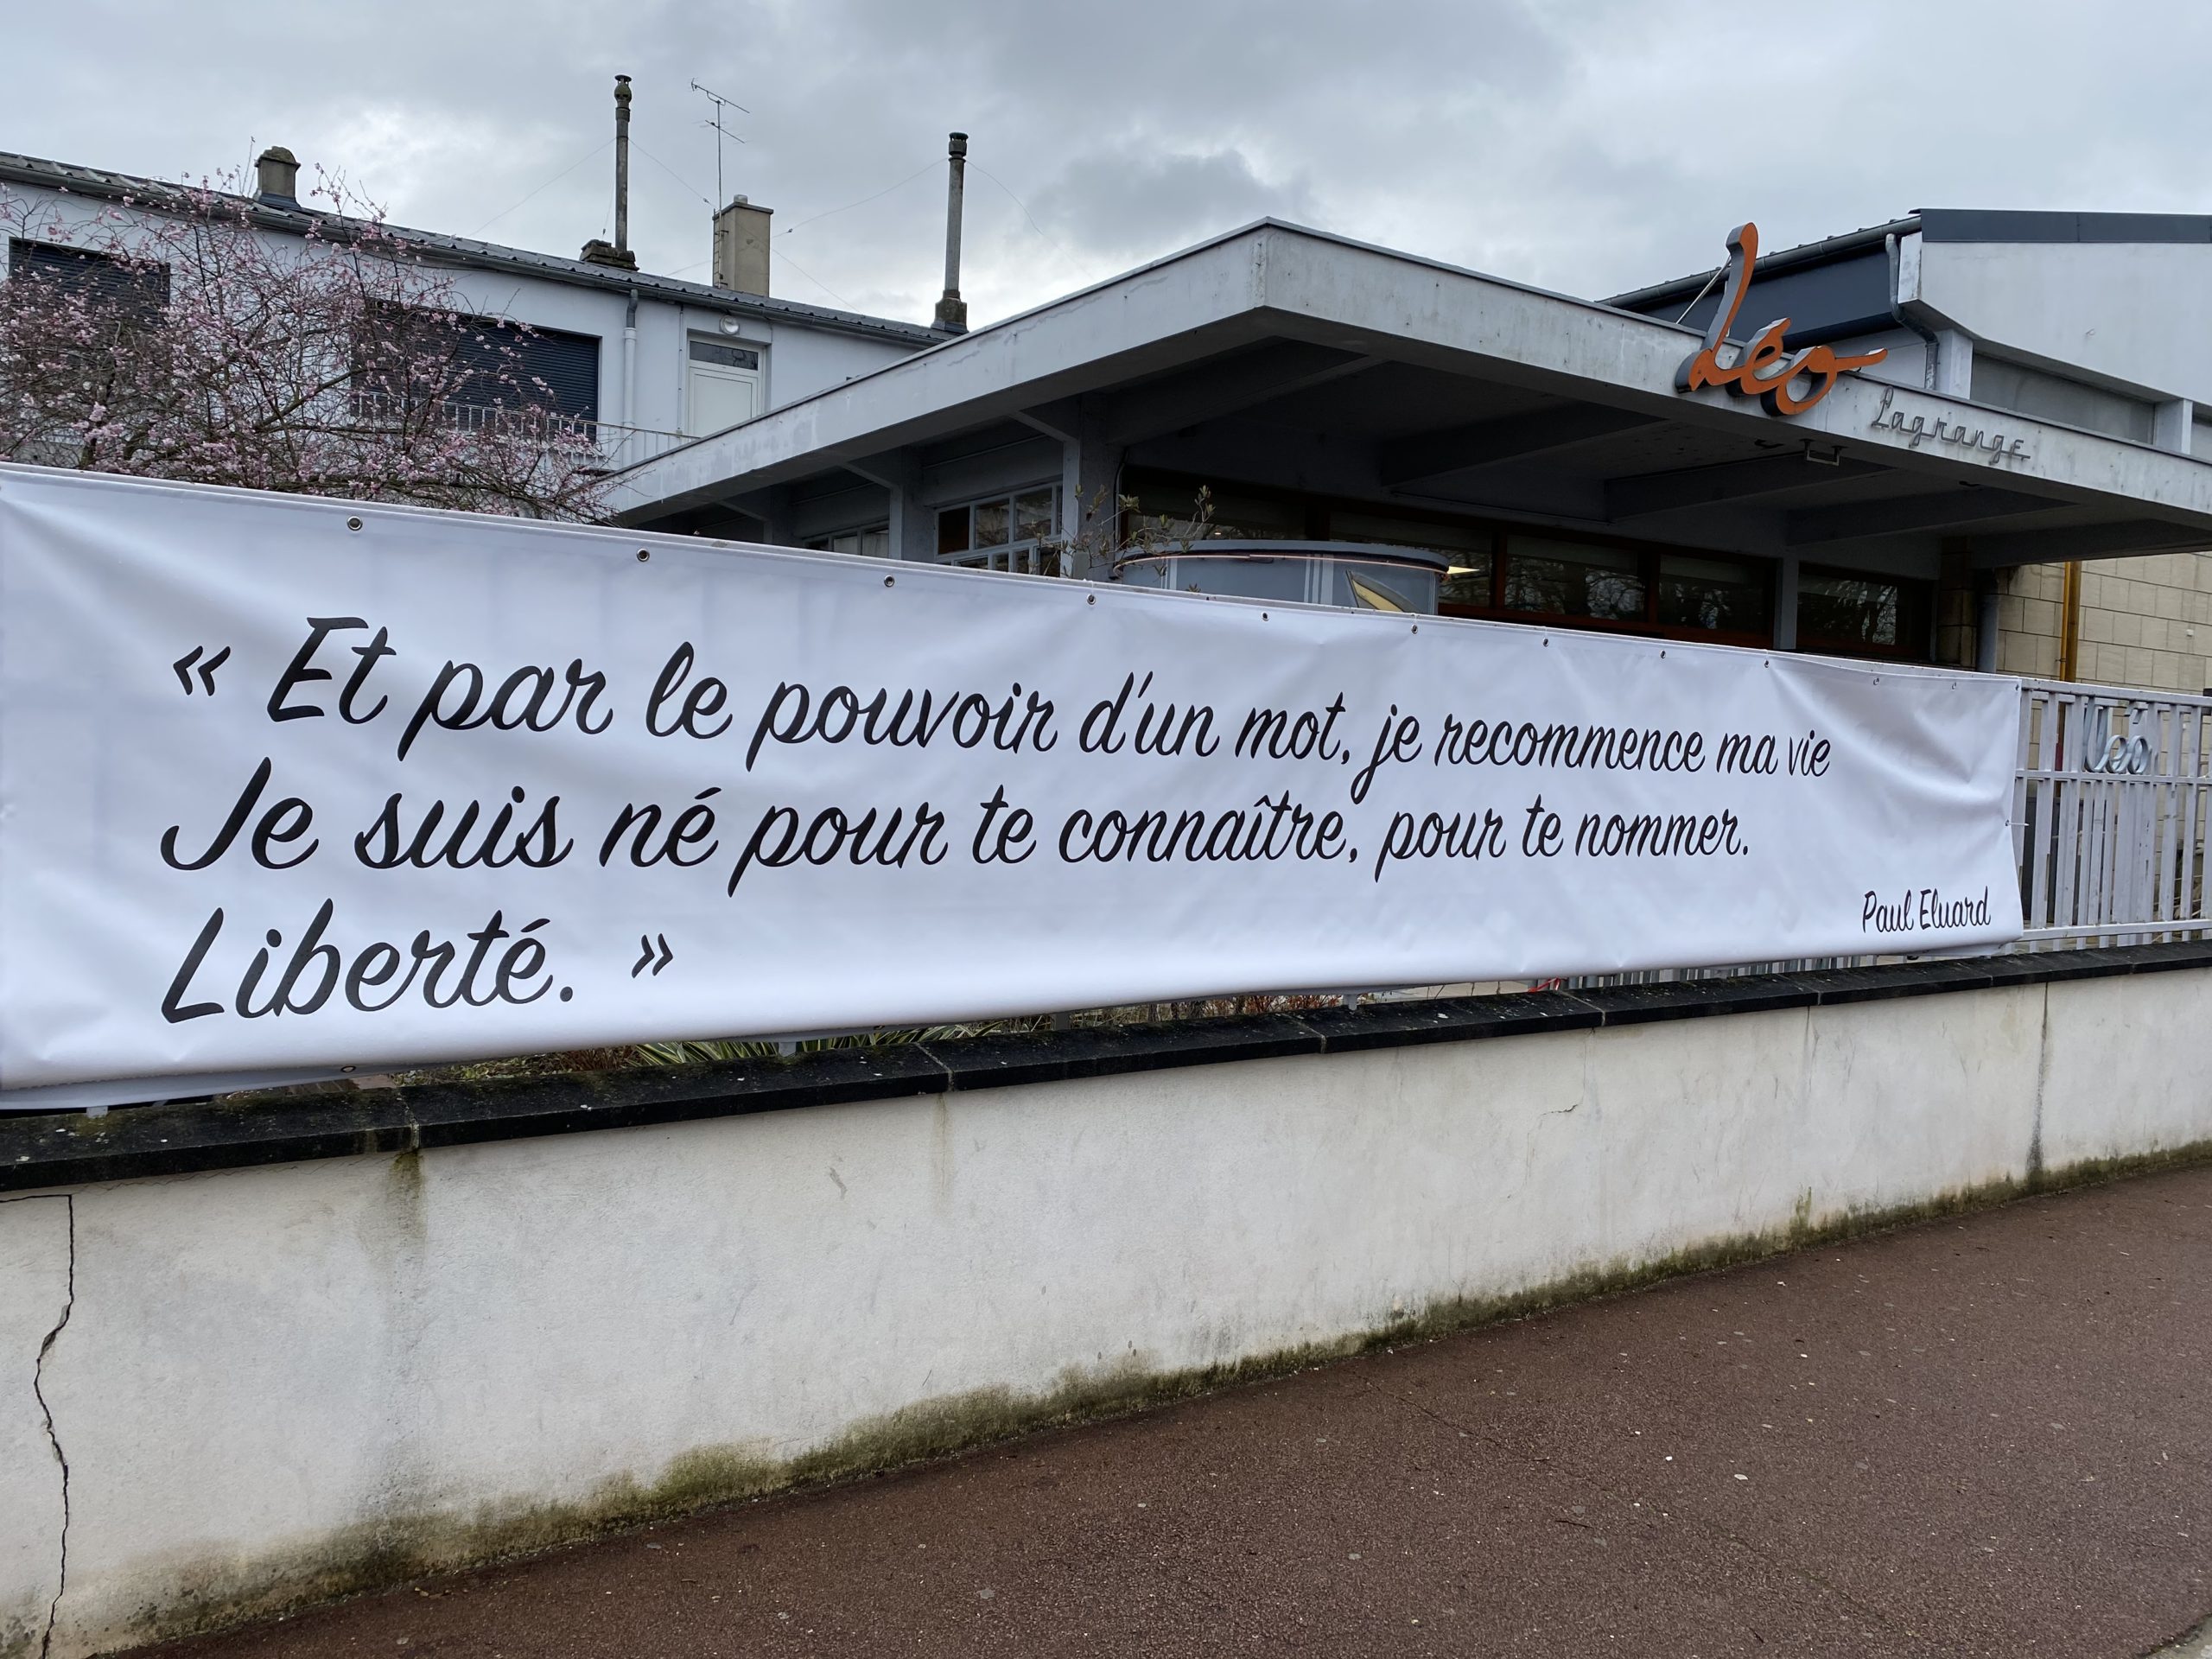 Léo
Lagrange
« Et par le pouvoir d'un mot, je recommence ma vie
Je suis né pour te connaître, pour te nommer.
Liberté. »
Paul Eluard
léo